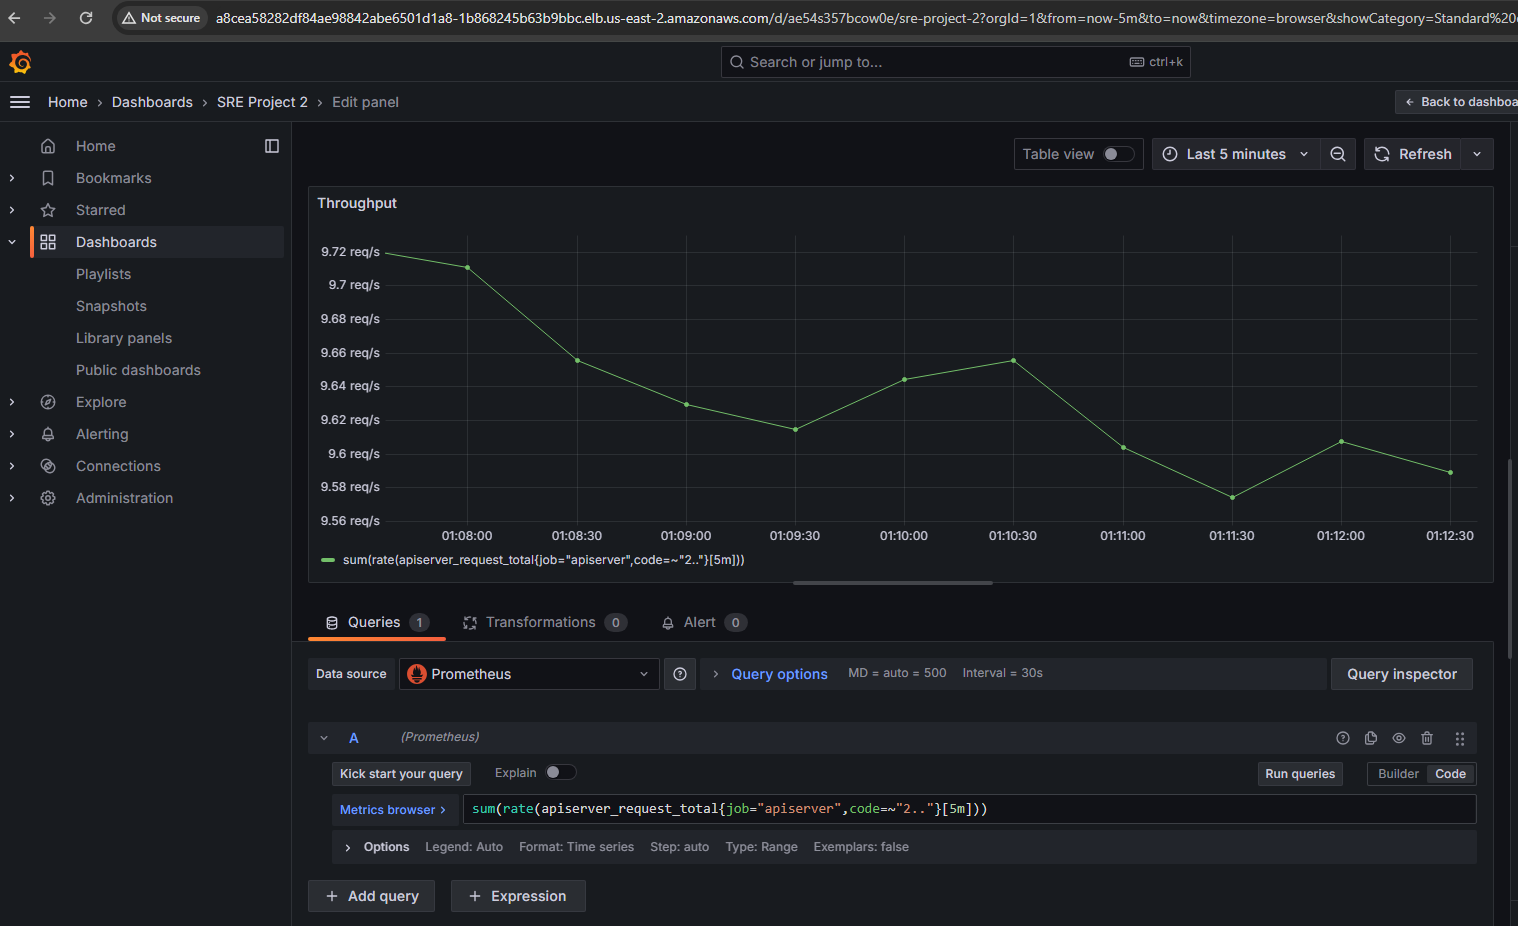 Not secure a8cea58282df84ae98842abe6501d1a8-1b868245b63b9bbc.elb.us-east-2.amazonaws.com/d/ae54s357bcow0e/sre-project-2?orgId=1&from=now-5m&to=now&timezone=browser&showCategory=Standard%20
Search or jump to... ctrl+k
Home › Dashboards › SRE Project 2 › Edit panel
← Back to dashboa
Home
Bookmarks
Starred
Dashboards
Playlists
Snapshots
Library panels
Public dashboards
Explore
Alerting
Connections
Administration
Table view Last 5 minutes Refresh
Throughput
9.72 req/s
9.7 req/s
9.68 req/s
9.66 req/s
9.64 req/s
9.62 req/s
9.6 req/s
9.58 req/s
9.56 req/s
01:08:00 01:08:30 01:09:00 01:09:30 01:10:00 01:10:30 01:11:00 01:11:30 01:12:00 01:12:30
sum(rate(apiserver_request_total{job="apiserver",code=~"2.."}[5m]))
Queries 1 Transformations 0 Alert 0
Data source Prometheus Query options MD = auto = 500 Interval = 30s Query inspector
A (Prometheus)
Kick start your query Explain Run queries Builder Code
Metrics browser > sum(rate(apiserver_request_total{job="apiserver",code=~"2.."}[5m]))
Options Legend: Auto Format: Time series Step: auto Type: Range Exemplars: false
+ Add query + Expression